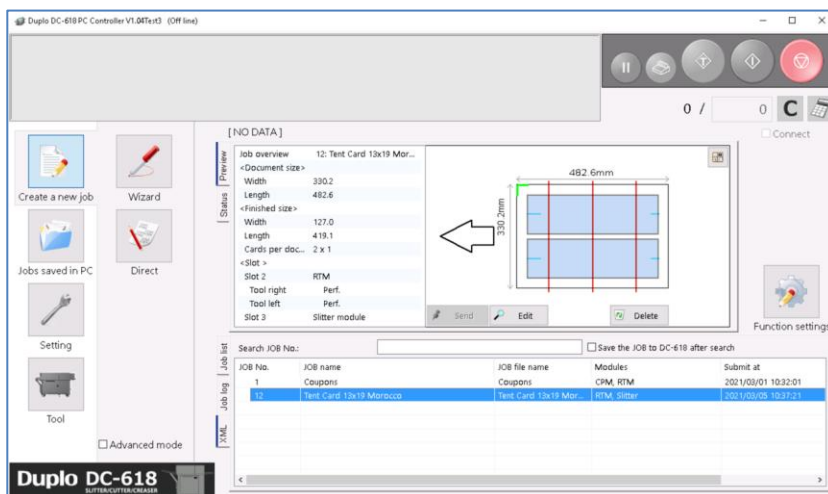 Duplo DC-618 PC Controller V1.04Test3 (Off line)
0 / 0 C
Connect
[NO DATA]
Create a new job
Wizard
Jobs saved in PC
Direct
Setting
Tool
Advanced mode
Duplo DC-618
SLITTER/CUTTER/CREASER
Preview
Status
Job overview 12: Tent Card 13x19 Mor...
<Document size>
Width 330.2
Length 482.6
<Finished size>
Width 127.0
Length 419.1
Cards per doc... 2 x 1
<Slot >
Slot 2 RTM
Tool right Perf.
Tool left Perf.
Slot 3 Slitter module
482.6mm
330.2mm
Send
Edit
Delete
Function settings
Job list
Job log
XML
Search JOB No.:
Save the JOB to DC-618 after search
JOB No. JOB name JOB file name Modules Submit at
1 Coupons Coupons CPM, RTM 2021/03/01 10:32:01
12 Tent Card 13x19 Morocco Tent Card 13x19 Mor... RTM, Slitter 2021/03/05 10:37:21